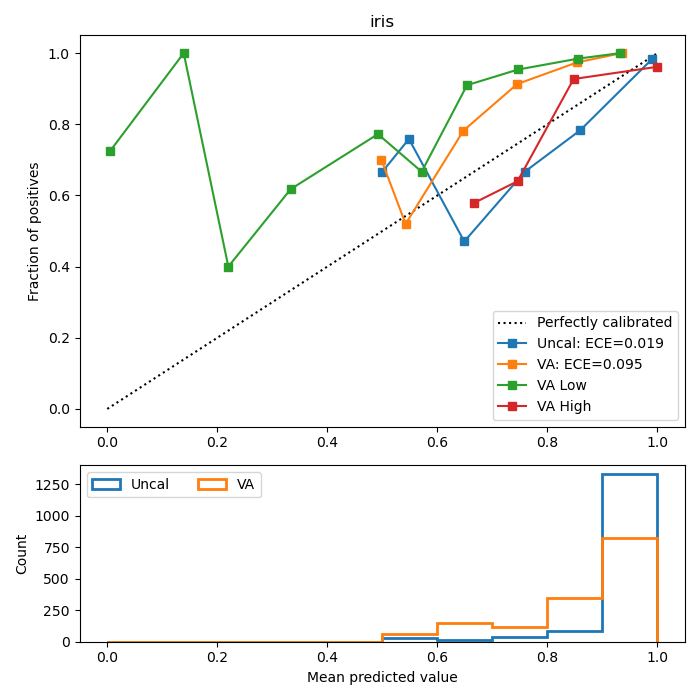 iris
1.0
0.8
0.6
0.4
0.2
0.0
Fraction of positives
Perfectly calibrated
Uncal: ECE=0.019
VA: ECE=0.095
VA Low
VA High
0.0 0.2 0.4 0.6 0.8 1.0
Uncal VA
1250
1000
750
500
250
0
Count
0.0 0.2 0.4 0.6 0.8 1.0
Mean predicted value